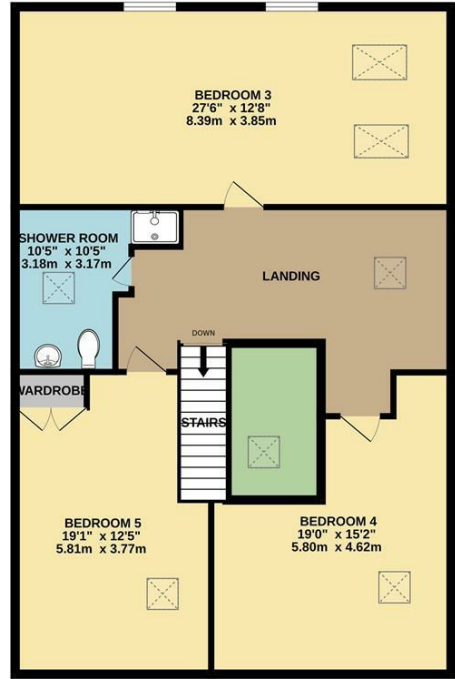 BEDROOM 3
27'6" x 12'8"
8.39m x 3.85m
SHOWER ROOM
10'5" x 10'5"
3.18m x 3.17m
LANDING
DOWN
WARDROBE
STAIRS
BEDROOM 5
19'1" x 12'5"
5.81m x 3.77m
BEDROOM 4
19'0" x 15'2"
5.80m x 4.62m